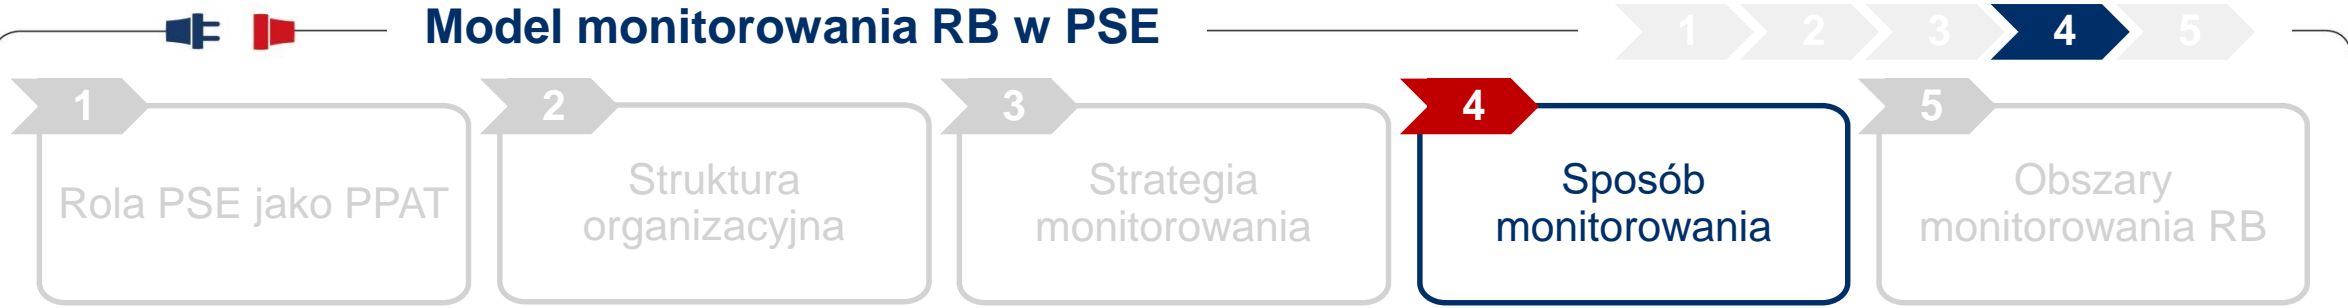 Model monitorowania RB w PSE
1 2 3 4 5
1
Rola PSE jako PPAT
2
Struktura
organizacyjna
3
Strategia
monitorowania
4
Sposób
monitorowania
5
Obszary
monitorowania RB